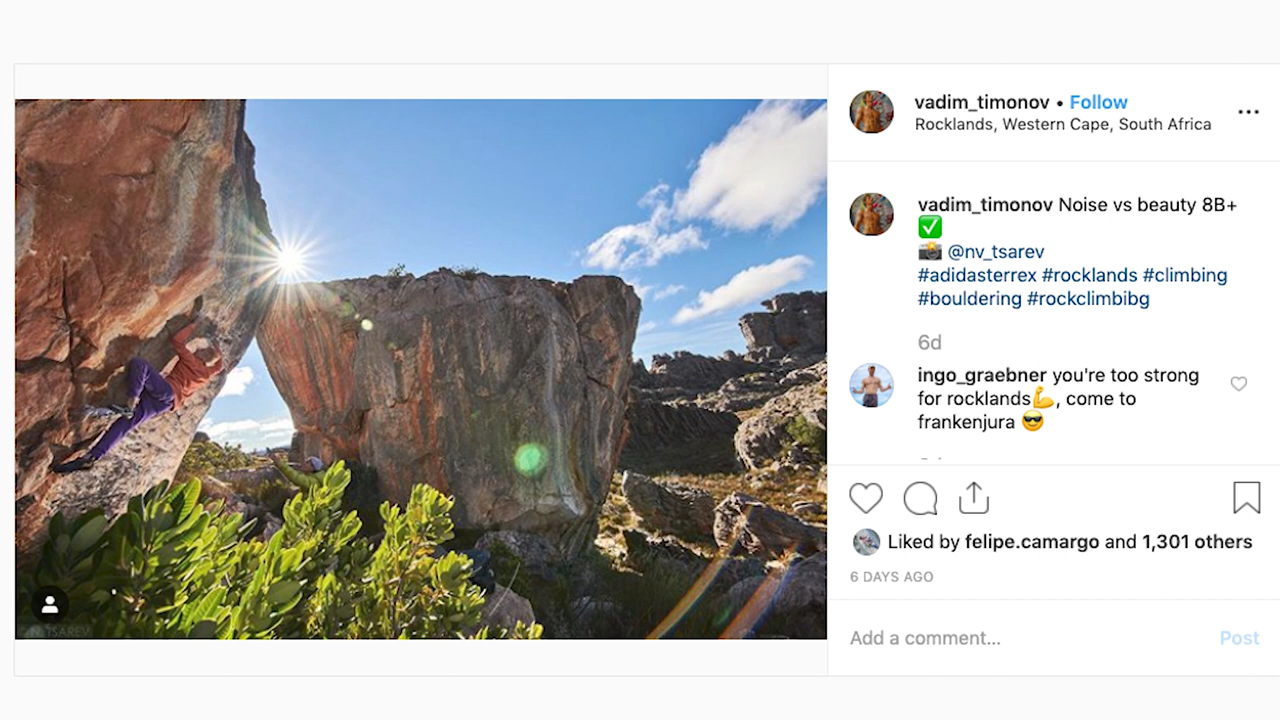 vadim_timonov • Follow
Rocklands, Western Cape, South Africa
vadim_timonov Noise vs beauty 8B+
✅
📸 @nv_tsarev
#adidasterrex #rocklands #climbing
#bouldering #rockclimbibg
6d
ingo_graebner you're too strong
for rocklands💪, come to
frankenjura 😎
Liked by felipe.camargo and 1,301 others
6 DAYS AGO
Add a comment... Post